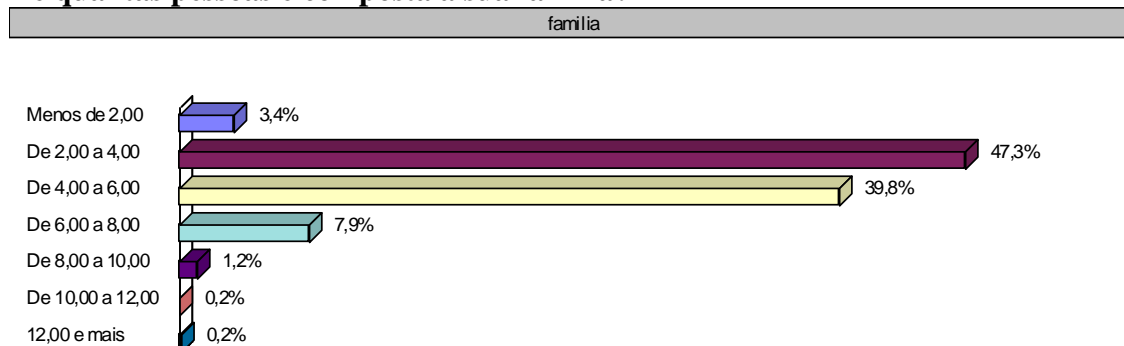 familia
Menos de 2,00 3,4%
De 2,00 a 4,00 47,3%
De 4,00 a 6,00 39,8%
De 6,00 a 8,00 7,9%
De 8,00 a 10,00 1,2%
De 10,00 a 12,00 0,2%
12,00 e mais 0,2%